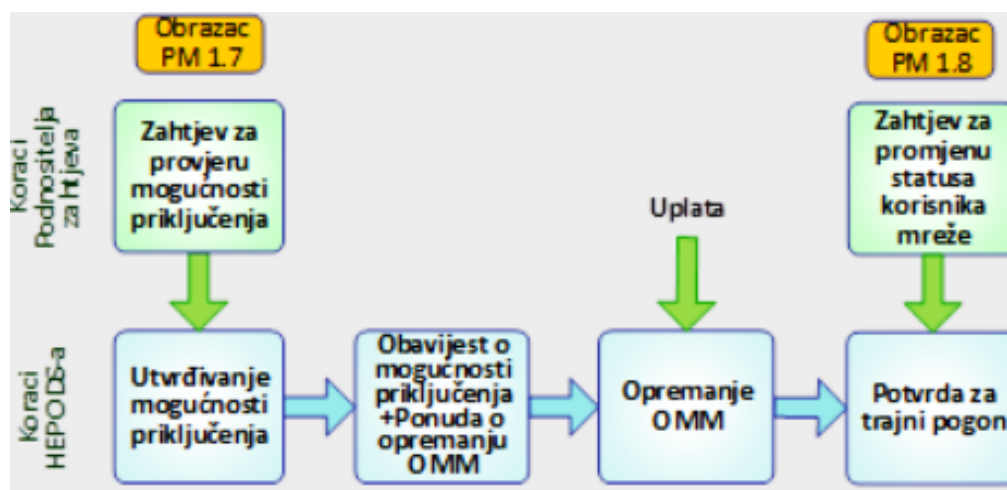 Obrazac
PM 1.7
Obrazac
PM 1.8
Koraci
Podnositelja
zahtjeva
Zahtjev za
provjeru
mogućnosti
priključenja
Uplata
Zahtjev za
promjenu
statusa
korisnika
mreže
Koraci
HEP ODS-a
Utvrđivanje
mogućnosti
priključenja
Obavijest o
mogućnosti
priključenja
+Ponuda o
opremanju
OMM
Opremanje
OMM
Potvrda za
trajni pogon